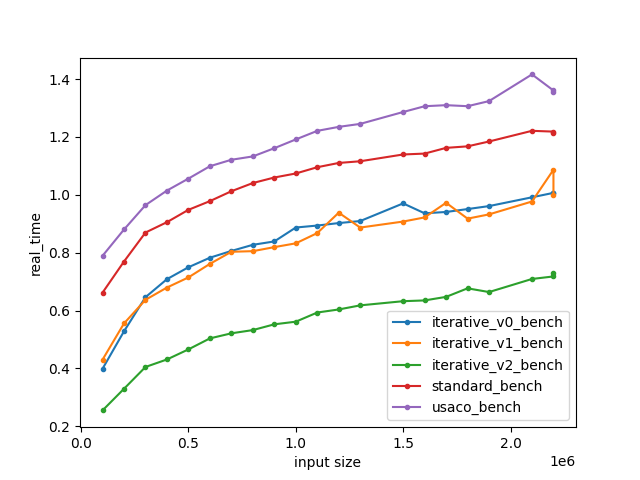 1.4
1.2
1.0
0.8
0.6
0.4
0.2
real_time
iterative_v0_bench
iterative_v1_bench
iterative_v2_bench
standard_bench
usaco_bench
0.0 0.5 1.0 1.5 2.0
input size
1e6